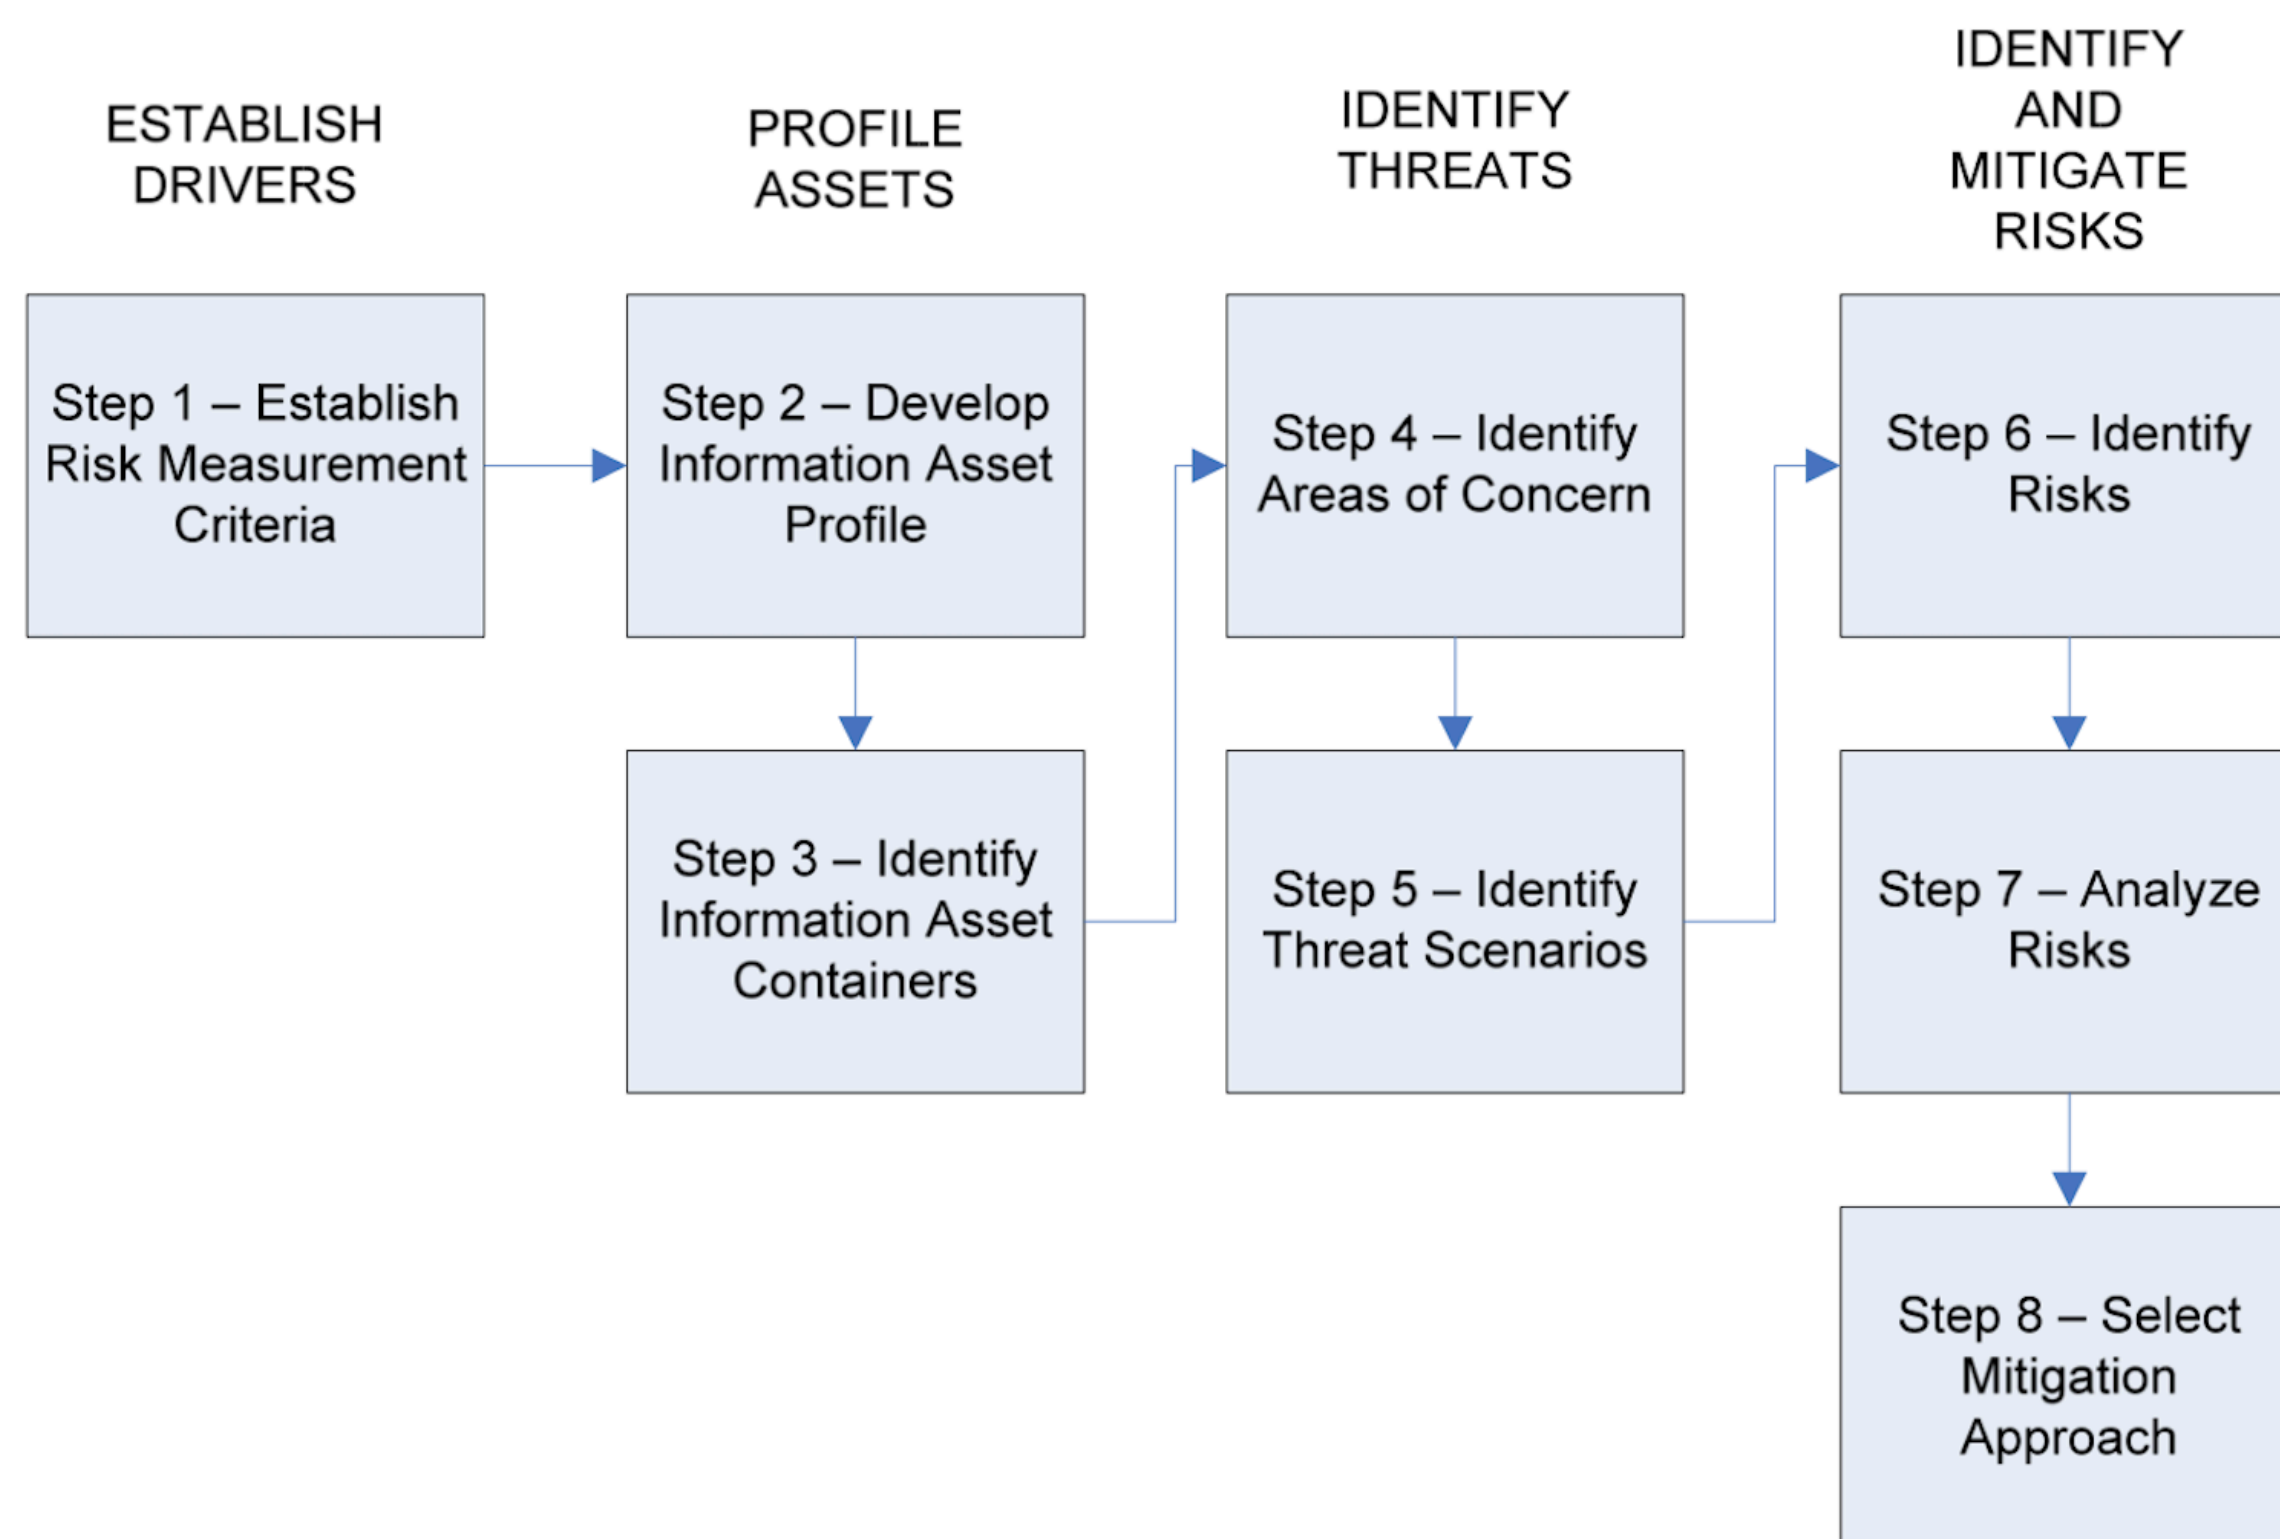 ESTABLISH
DRIVERS
PROFILE
ASSETS
IDENTIFY
THREATS
IDENTIFY
AND
MITIGATE
RISKS
Step 1 – Establish
Risk Measurement
Criteria
Step 2 – Develop
Information Asset
Profile
Step 3 – Identify
Information Asset
Containers
Step 4 – Identify
Areas of Concern
Step 5 – Identify
Threat Scenarios
Step 6 – Identify
Risks
Step 7 – Analyze
Risks
Step 8 – Select
Mitigation
Approach